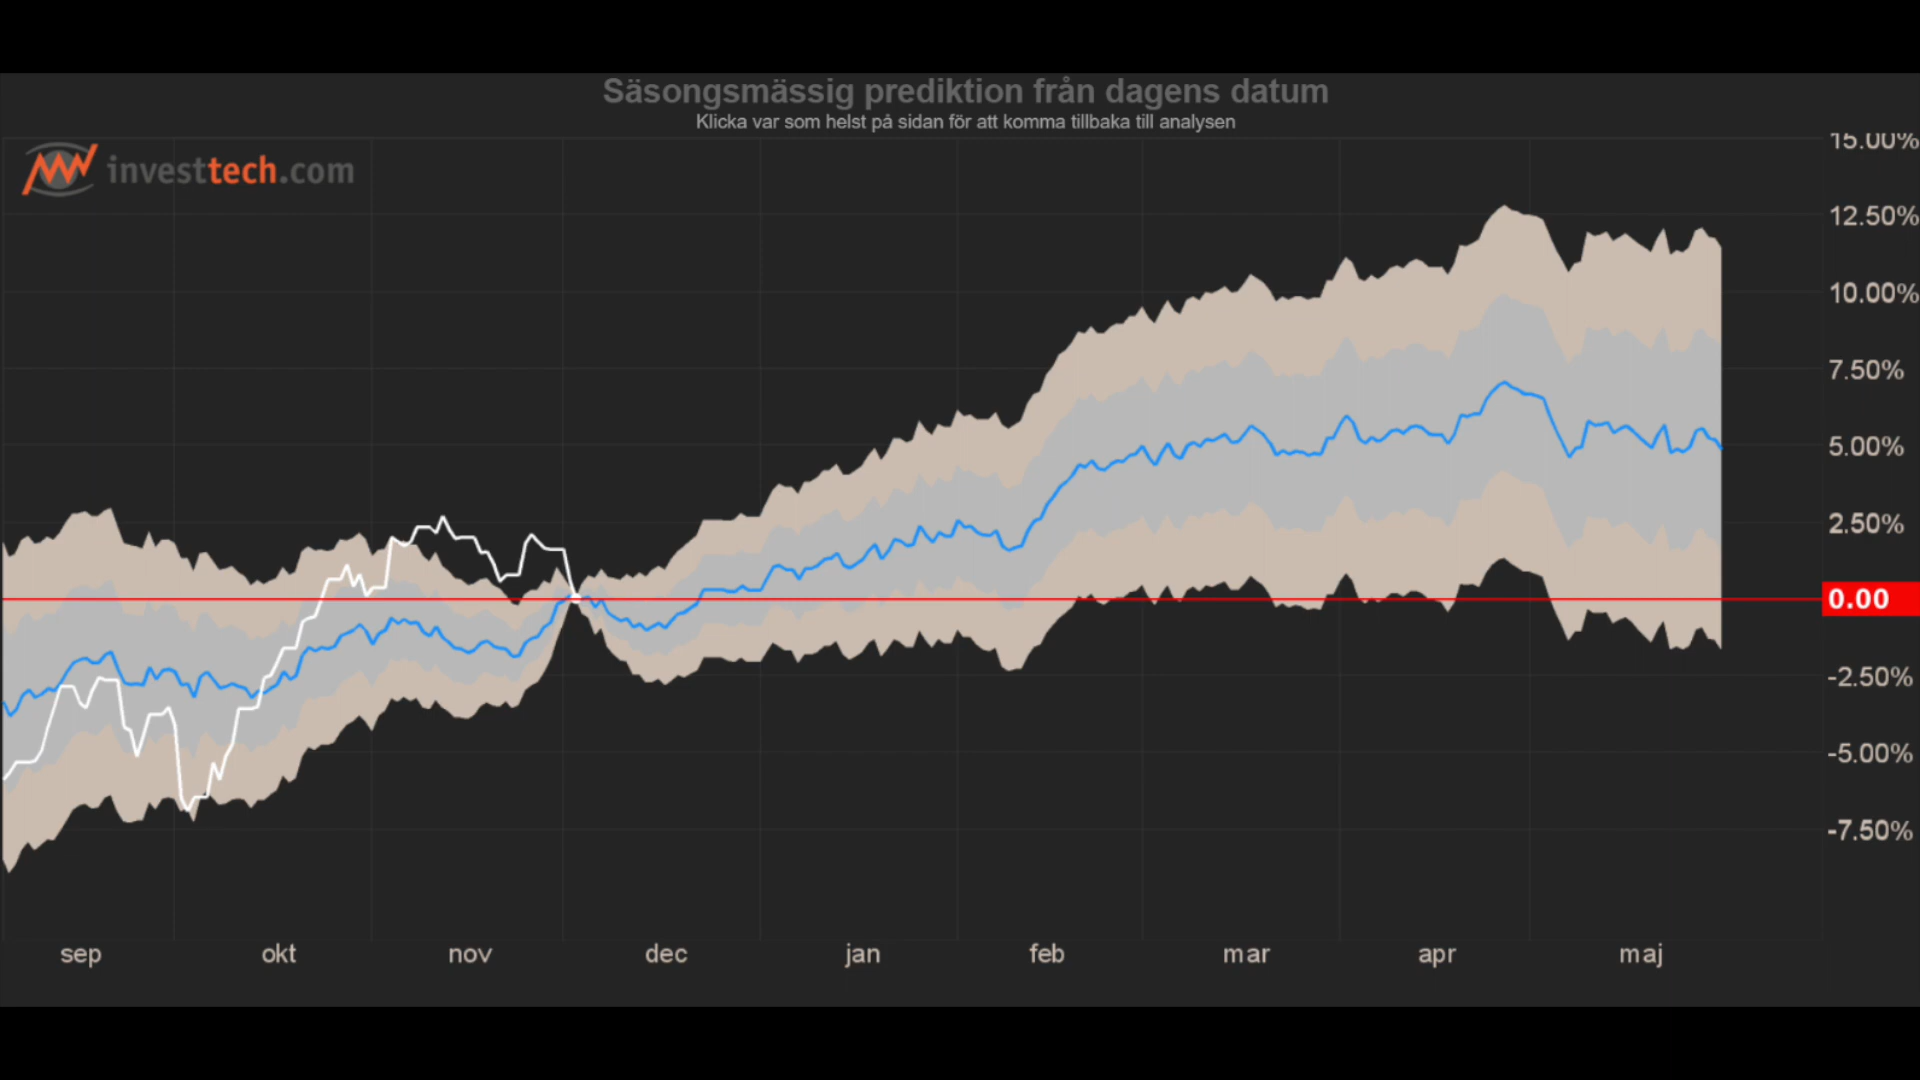 Säsongsmässig prediktion från dagens datum
Klicka var som helst på sidan för att komma tillbaka till analysen
investtech.com
15.00%
12.50%
10.00%
7.50%
5.00%
2.50%
0.00
-2.50%
-5.00%
-7.50%
sep okt nov dec jan feb mar apr maj